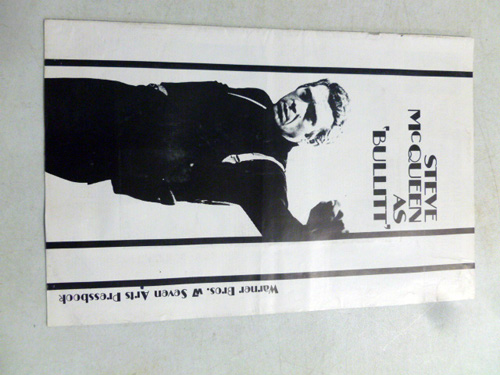 STEVE
McQUEEN
AS
'BULLITT'
Warner Bros. W Seven Arts Pressbook